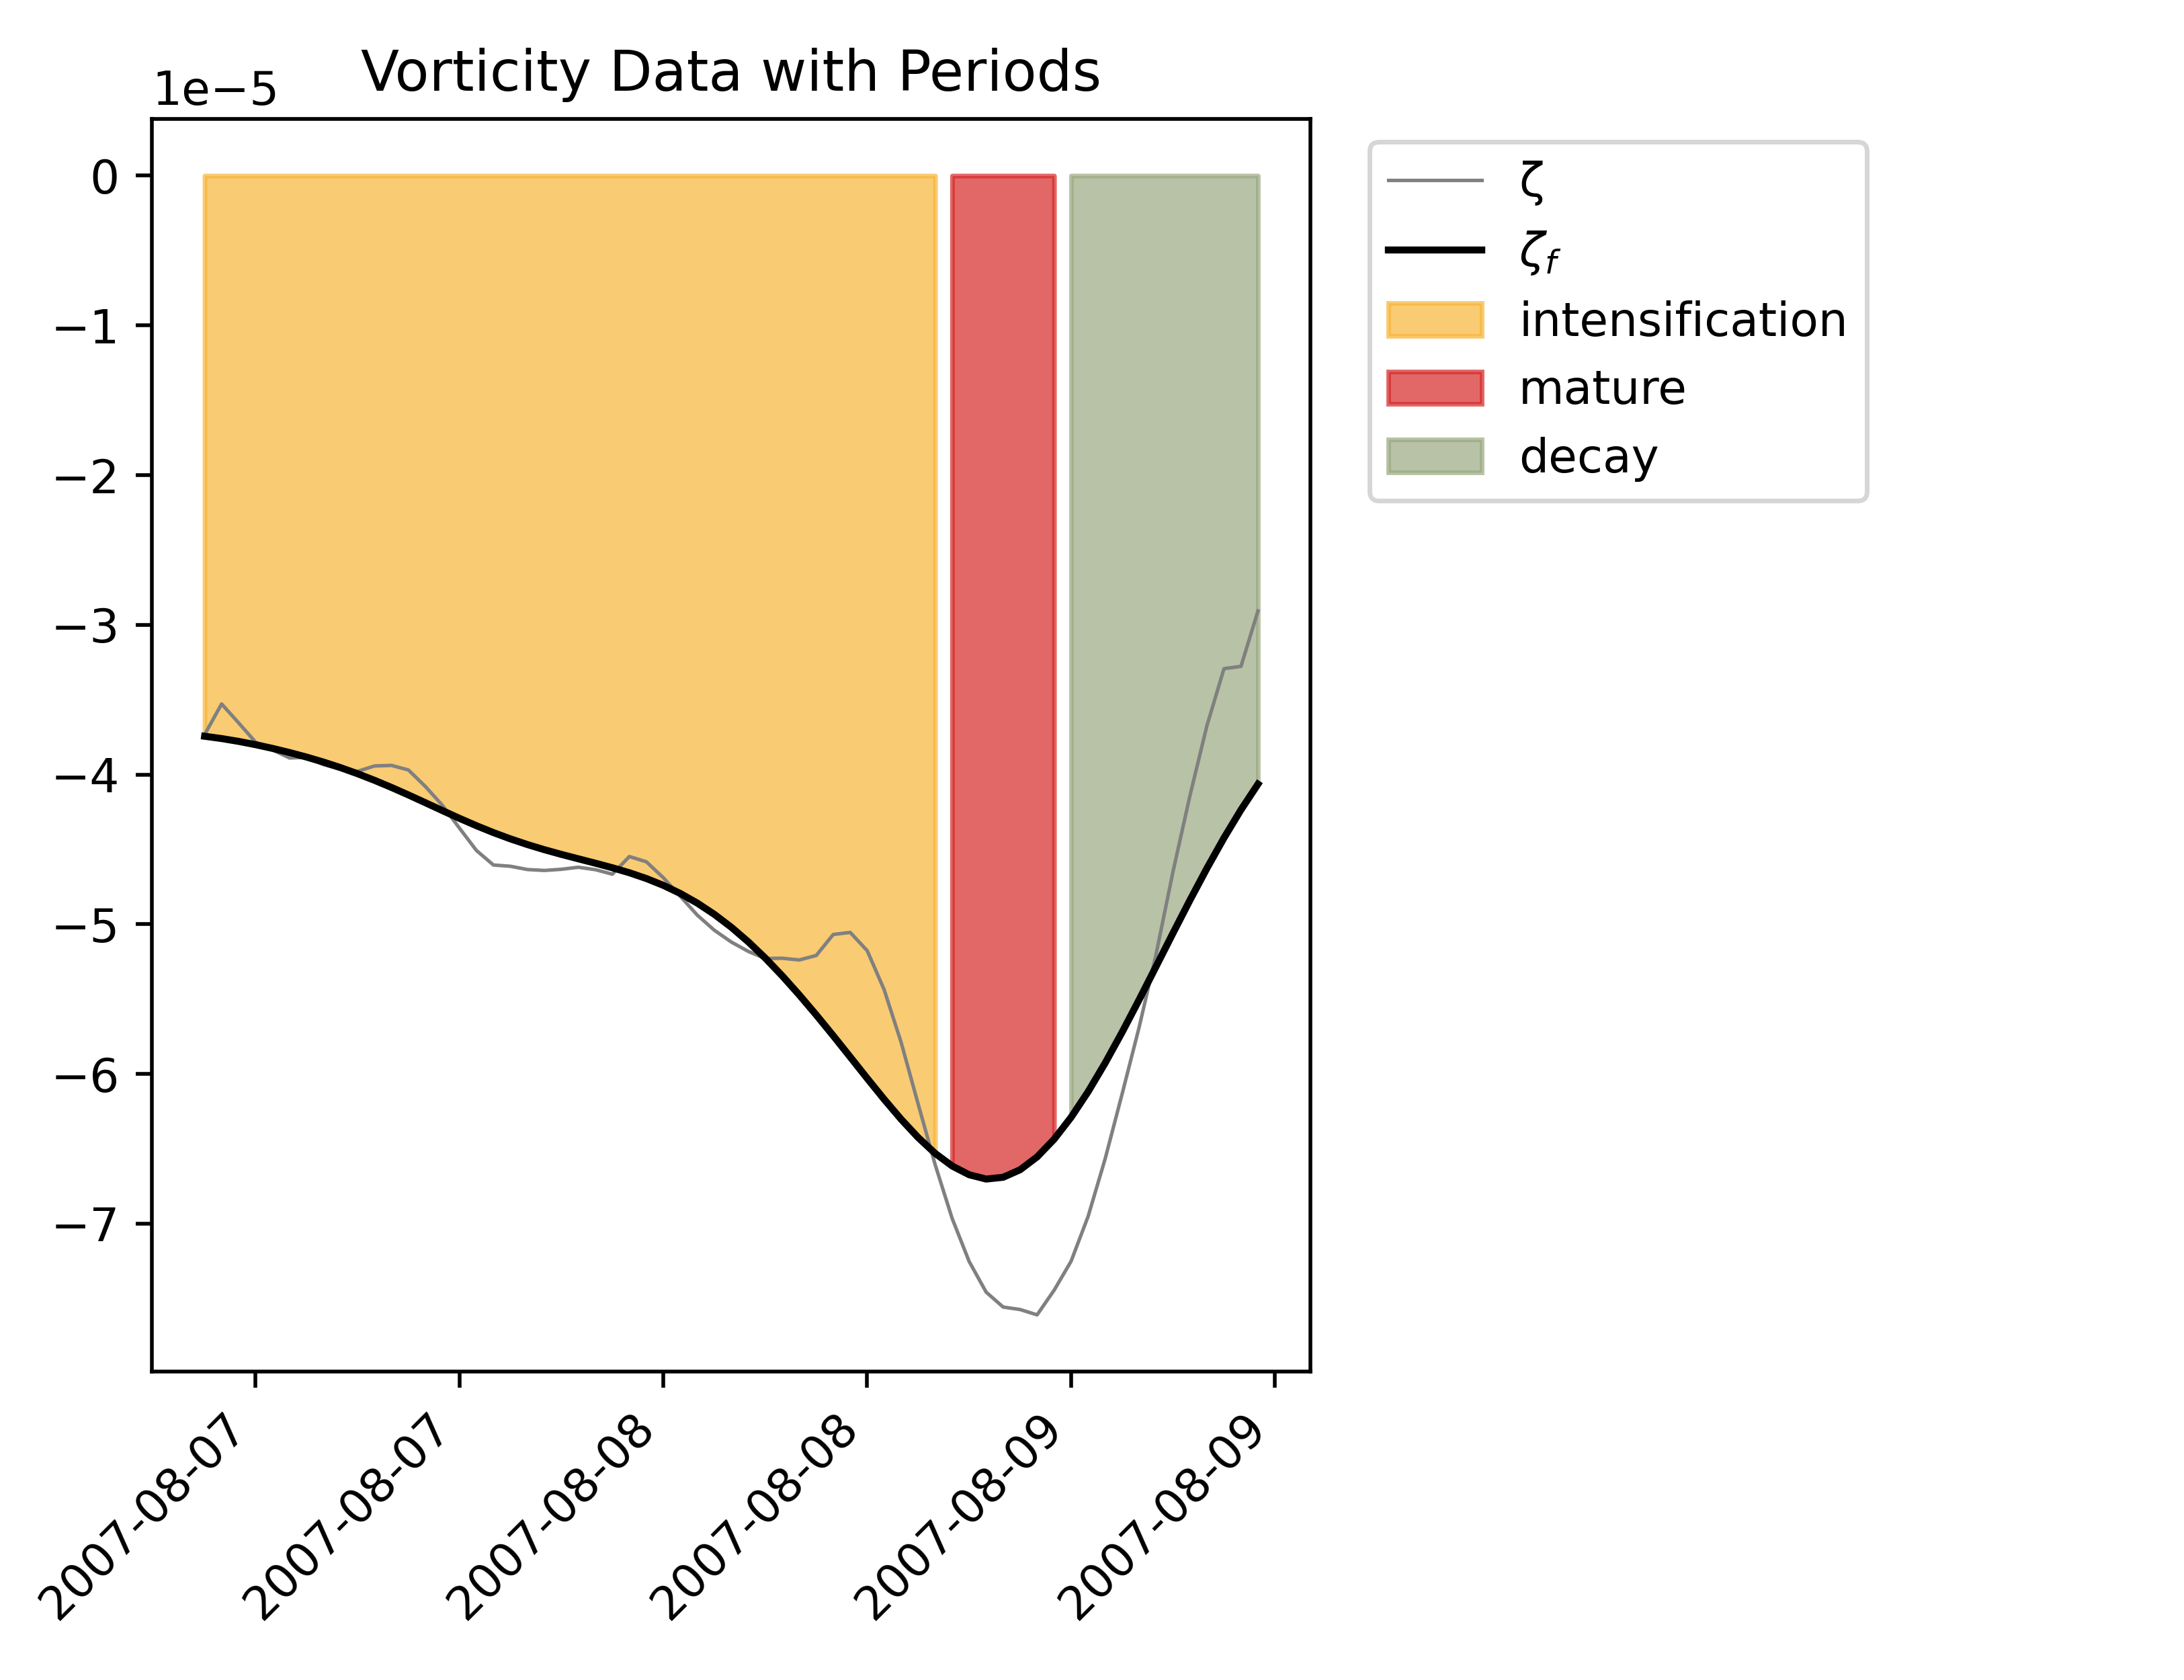 Vorticity Data with Periods
1e−5
0
−1
−2
−3
−4
−5
−6
−7
2007-08-07
2007-08-07
2007-08-08
2007-08-08
2007-08-09
2007-08-09
ζ
ζf
intensification
mature
decay